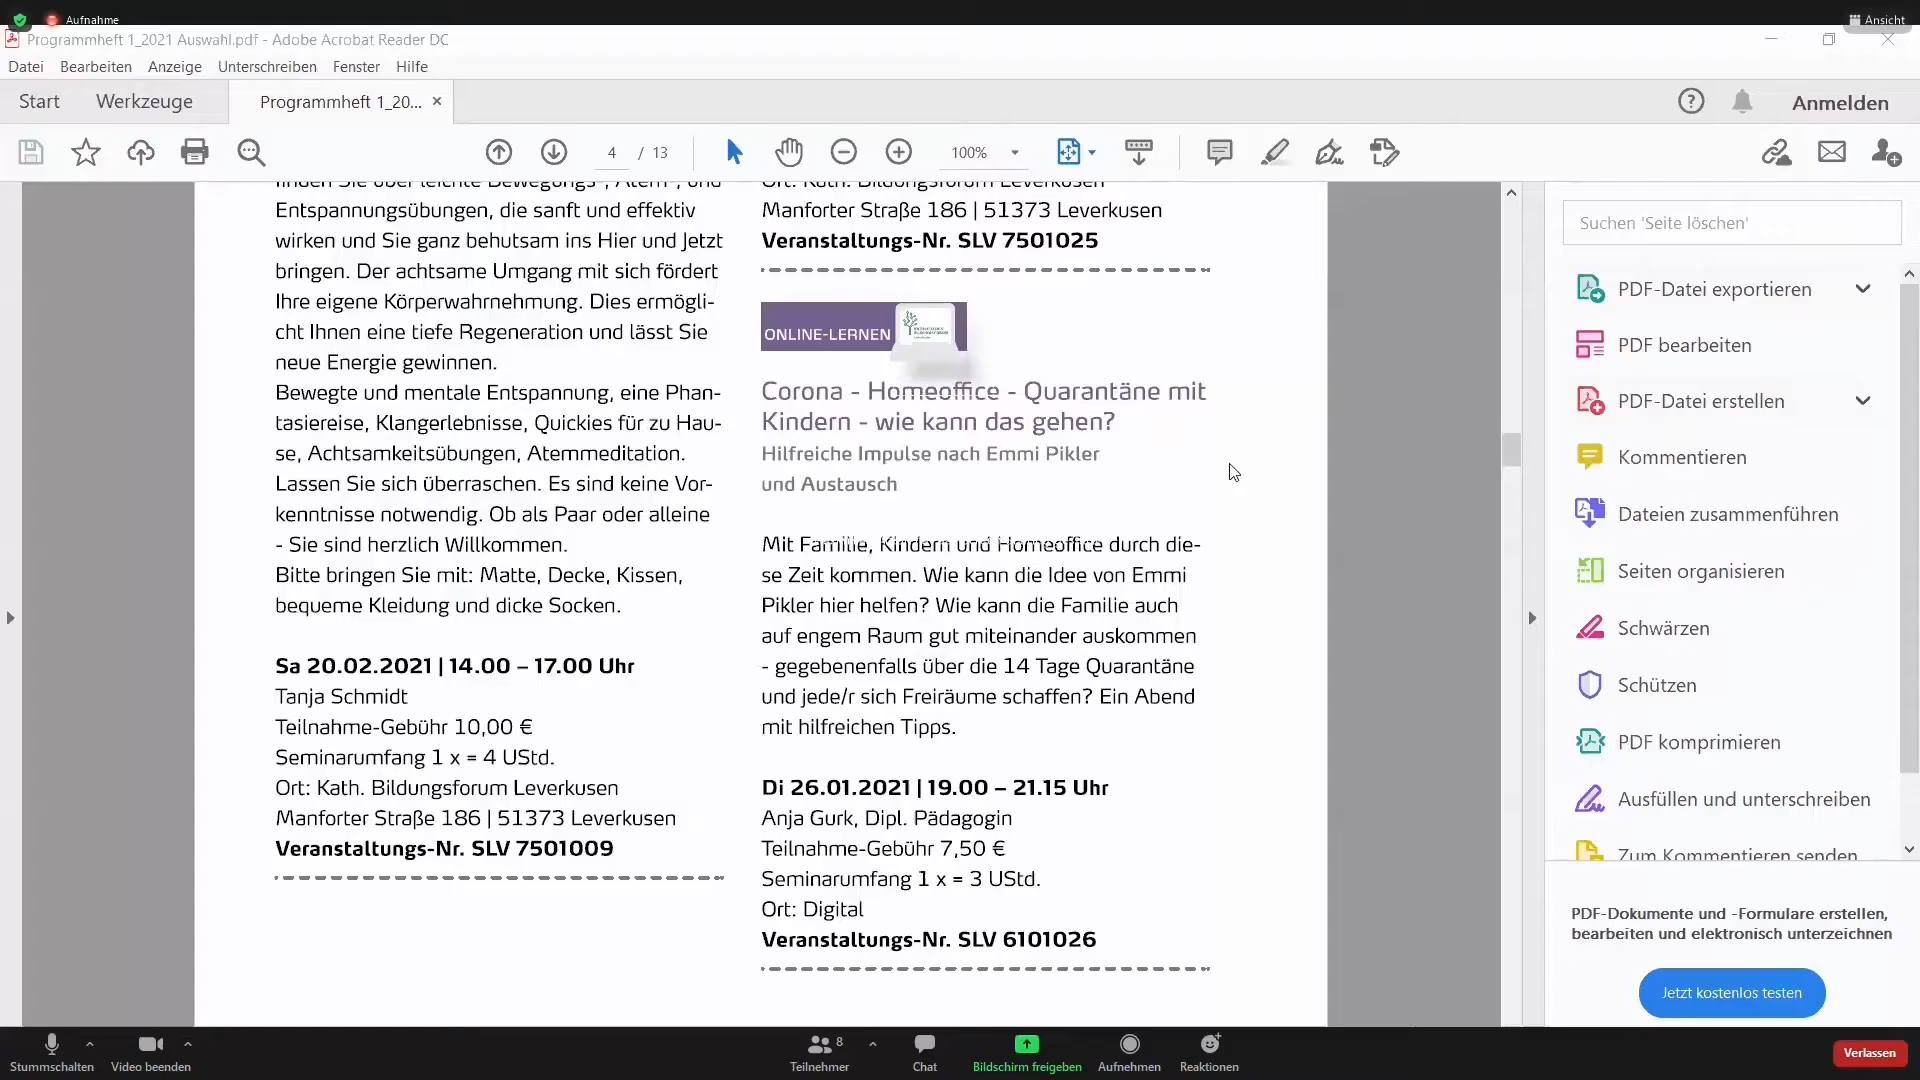 Aufnahme
Ansicht
Programmheft 1_2021 Auswahl.pdf - Adobe Acrobat Reader DC
Datei Bearbeiten Anzeige Unterschreiben Fenster Hilfe
Start Werkzeuge Programmheft 1_20... × Anmelden
4 / 13 100%
finden Sie über leichte Bewegungs-, Atem-, und
Entspannungsübungen, die sanft und effektiv
wirken und Sie ganz behutsam ins Hier und Jetzt
bringen. Der achtsame Umgang mit sich fördert
Ihre eigene Körperwahrnehmung. Dies ermögli-
cht Ihnen eine tiefe Regeneration und lässt Sie
neue Energie gewinnen.
Bewegte und mentale Entspannung, eine Phan-
tasiereise, Klangerlebnisse, Quickies für zu Hau-
se, Achtsamkeitsübungen, Atemmeditation.
Lassen Sie sich überraschen. Es sind keine Vor-
kenntnisse notwendig. Ob als Paar oder alleine
- Sie sind herzlich Willkommen.
Bitte bringen Sie mit: Matte, Decke, Kissen,
bequeme Kleidung und dicke Socken.
Sa 20.02.2021 | 14.00 – 17.00 Uhr
Tanja Schmidt
Teilnahme-Gebühr 10,00 €
Seminarumfang 1 x = 4 UStd.
Ort: Kath. Bildungsforum Leverkusen
Manforter Straße 186 | 51373 Leverkusen
Veranstaltungs-Nr. SLV 7501009
Ort: Kath. Bildungsforum Leverkusen
Manforter Straße 186 | 51373 Leverkusen
Veranstaltungs-Nr. SLV 7501025
ONLINE-LERNEN
Corona - Homeoffice - Quarantäne mit
Kindern - wie kann das gehen?
Hilfreiche Impulse nach Emmi Pikler
und Austausch
Mit Familie, Kindern und Homeoffice durch die-
se Zeit kommen. Wie kann die Idee von Emmi
Pikler hier helfen? Wie kann die Familie auch
auf engem Raum gut miteinander auskommen
- gegebenenfalls über die 14 Tage Quarantäne
und jede/r sich Freiräume schaffen? Ein Abend
mit hilfreichen Tipps.
Di 26.01.2021 | 19.00 – 21.15 Uhr
Anja Gurk, Dipl. Pädagogin
Teilnahme-Gebühr 7,50 €
Seminarumfang 1 x = 3 UStd.
Ort: Digital
Veranstaltungs-Nr. SLV 6101026
Suchen 'Seite löschen'
PDF-Datei exportieren
PDF bearbeiten
PDF-Datei erstellen
Kommentieren
Dateien zusammenführen
Seiten organisieren
Schwärzen
Schützen
PDF komprimieren
Ausfüllen und unterschreiben
Zum Kommentieren senden
PDF-Dokumente und -Formulare erstellen,
bearbeiten und elektronisch unterzeichnen
Jetzt kostenlos testen
Stummschalten Video beenden Teilnehmer 8 Chat Bildschirm freigeben Aufnehmen Reaktionen Verlassen